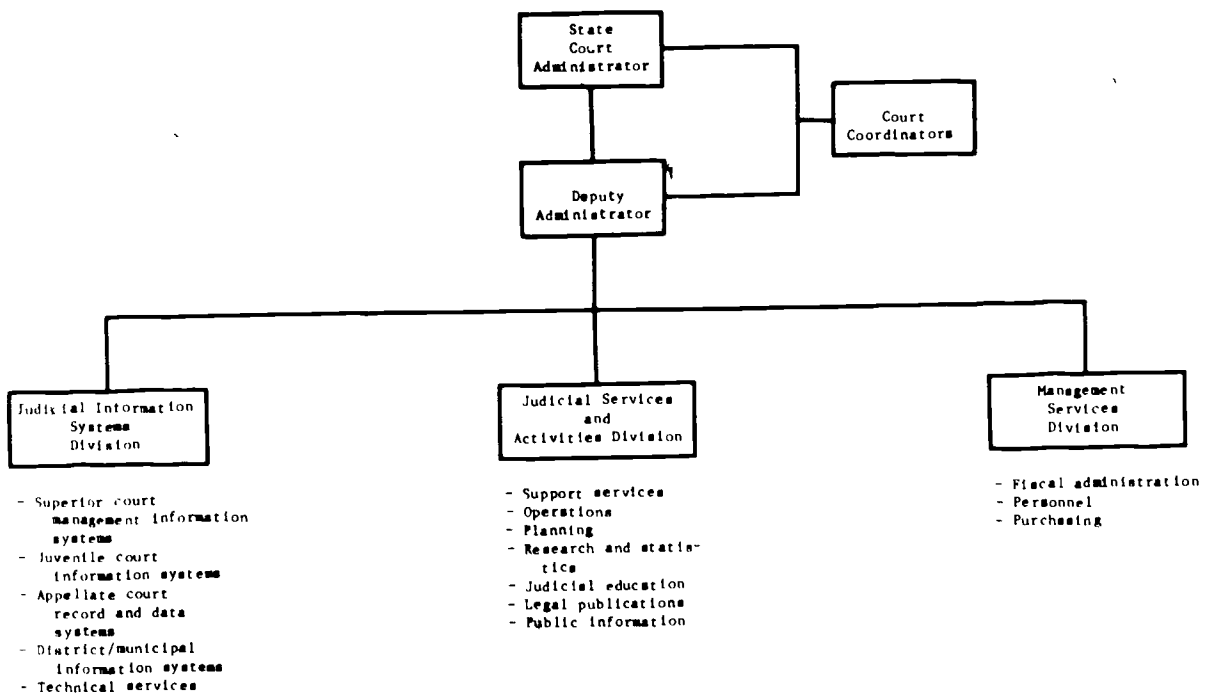 State
Court
Administrator
Court
Coordinators
Deputy
Administrator
Judicial Information
Systems
Division
Judicial Services
and
Activities Division
Management
Services
Division
- Superior court
management information
systems
- Juvenile court
information systems
- Appellate court
record and data
systems
- District/municipal
information systems
- Technical services
- Support services
- Operations
- Planning
- Research and statis-
tics
- Judicial education
- Legal publications
- Public information
- Fiscal administration
- Personnel
- Purchasing